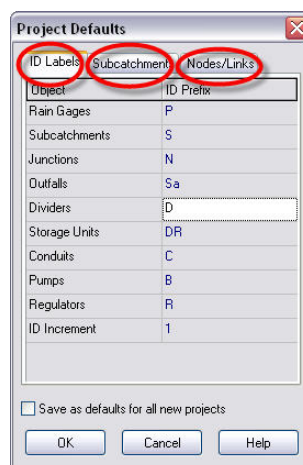 Project Defaults
ID Labels Subcatchment Nodes/Links
Object ID Prefix
Rain Gages P
Subcatchments S
Junctions N
Outfalls Sa
Dividers D
Storage Units DR
Conduits C
Pumps B
Regulators R
ID Increment 1
Save as defaults for all new projects
OK Cancel Help